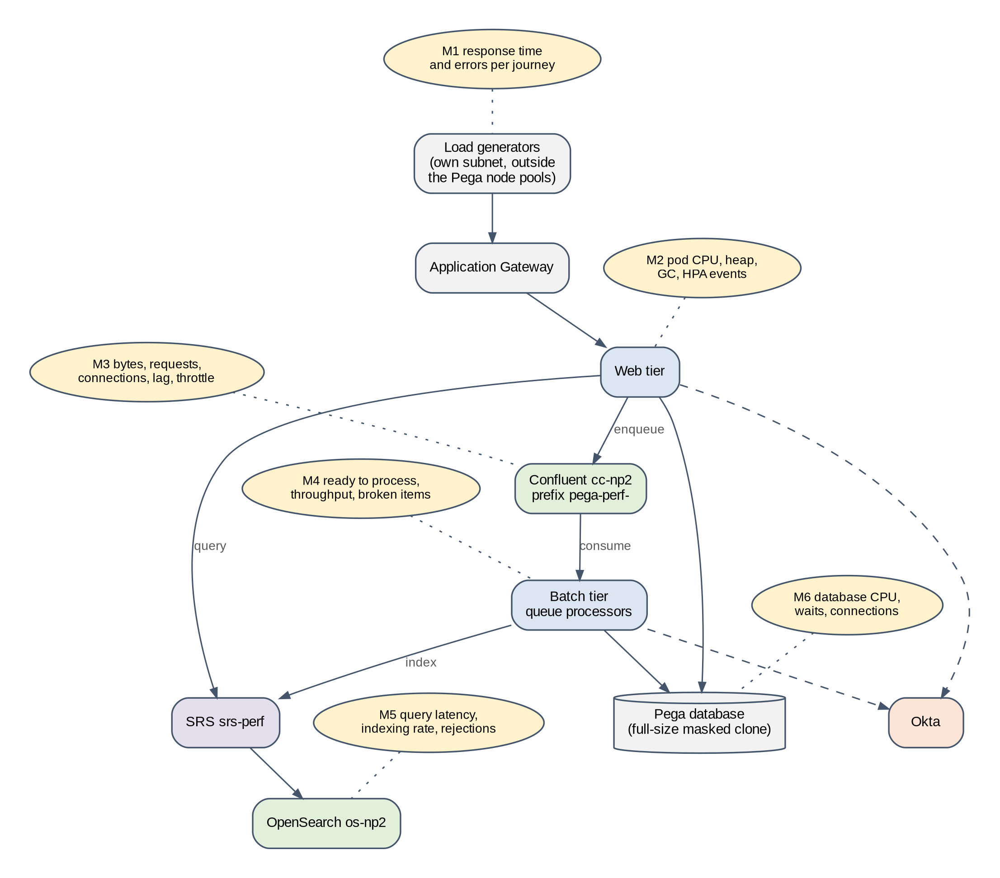 M1 response time
and errors per journey
Load generators
(own subnet, outside
the Pega node pools)
Application Gateway
M2 pod CPU, heap,
GC, HPA events
M3 bytes, requests,
connections, lag, throttle
Web tier
enqueue
M4 ready to process,
throughput, broken items
Confluent cc-np2
prefix pega-perf-
query
consume
Batch tier
queue processors
M6 database CPU,
waits, connections
index
SRS srs-perf
M5 query latency,
indexing rate, rejections
Pega database
(full-size masked clone)
Okta
OpenSearch os-np2